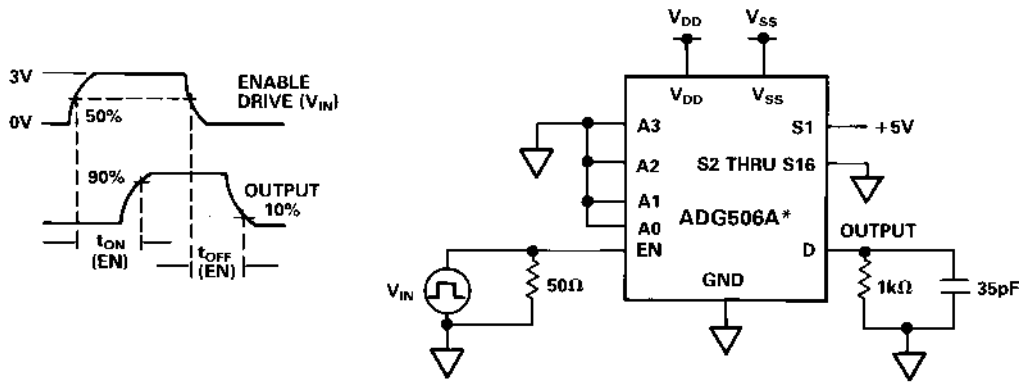 3V
0V
50%
ENABLE
DRIVE (VIN)
90%
OUTPUT
10%
tON
(EN)
tOFF
(EN)
VDD
VSS
VDD
VSS
A3
A2
A1
A0
EN
S1
+5V
S2 THRU S16
ADG506A*
D
GND
OUTPUT
VIN
50Ω
1kΩ
35pF